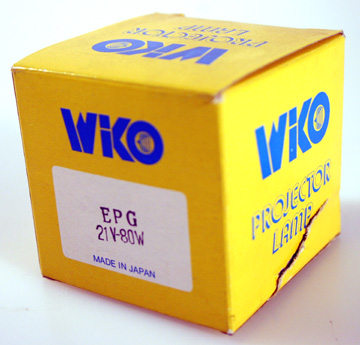 WIKO
PROJECTOR
LAMP
WIKO
EPG
21V-80W
MADE IN JAPAN
WIKO
PROJECTOR
LAMP